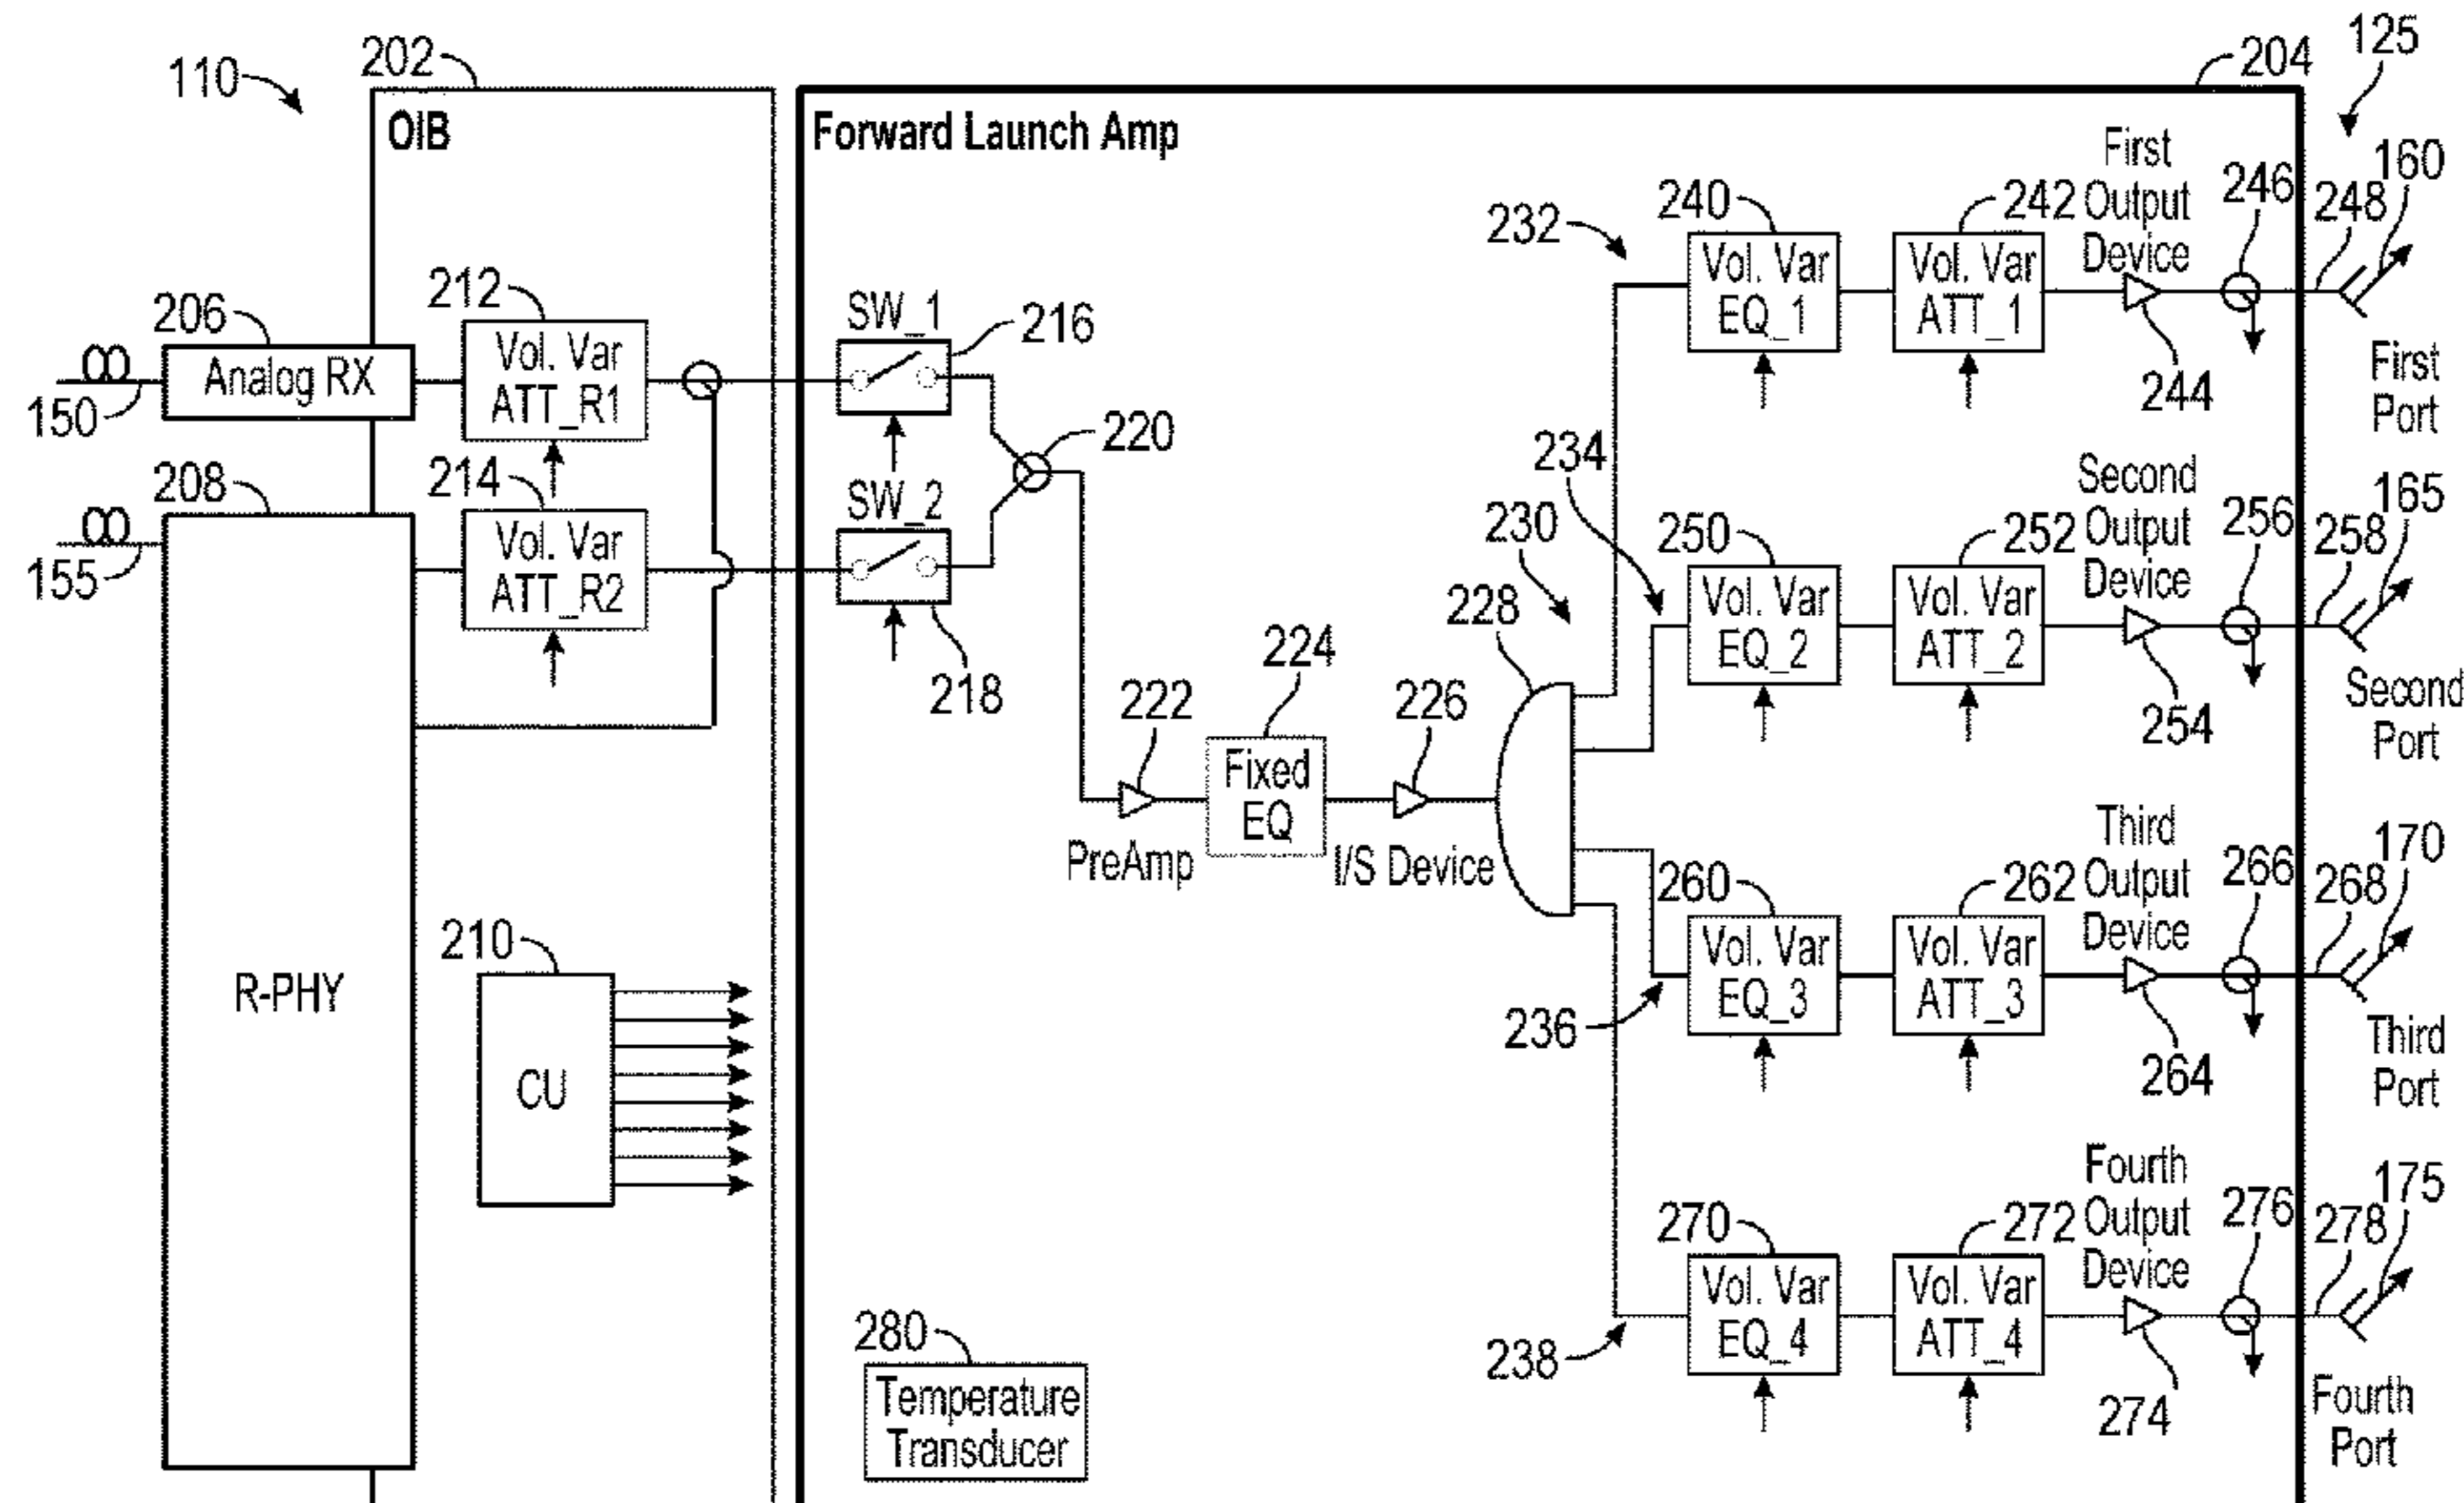 110
202
OIB
204
125
Forward Launch Amp
206
Analog RX
150
212
Vol. Var
ATT_R1
208
155
R-PHY
214
Vol. Var
ATT_R2
210
CU
SW_1
216
SW_2
218
220
222
PreAmp
224
Fixed
EQ
226
I/S Device
228
230
232
240
Vol. Var
EQ_1
242
Vol. Var
ATT_1
First
Output
Device
244
246
248
160
First
Port
234
250
Vol. Var
EQ_2
252
Vol. Var
ATT_2
Second
Output
Device
254
256
258
165
Second
Port
236
260
Vol. Var
EQ_3
262
Vol. Var
ATT_3
Third
Output
Device
264
266
268
170
Third
Port
238
270
Vol. Var
EQ_4
272
Vol. Var
ATT_4
Fourth
Output
Device
274
276
278
175
Fourth
Port
280
Temperature
Transducer